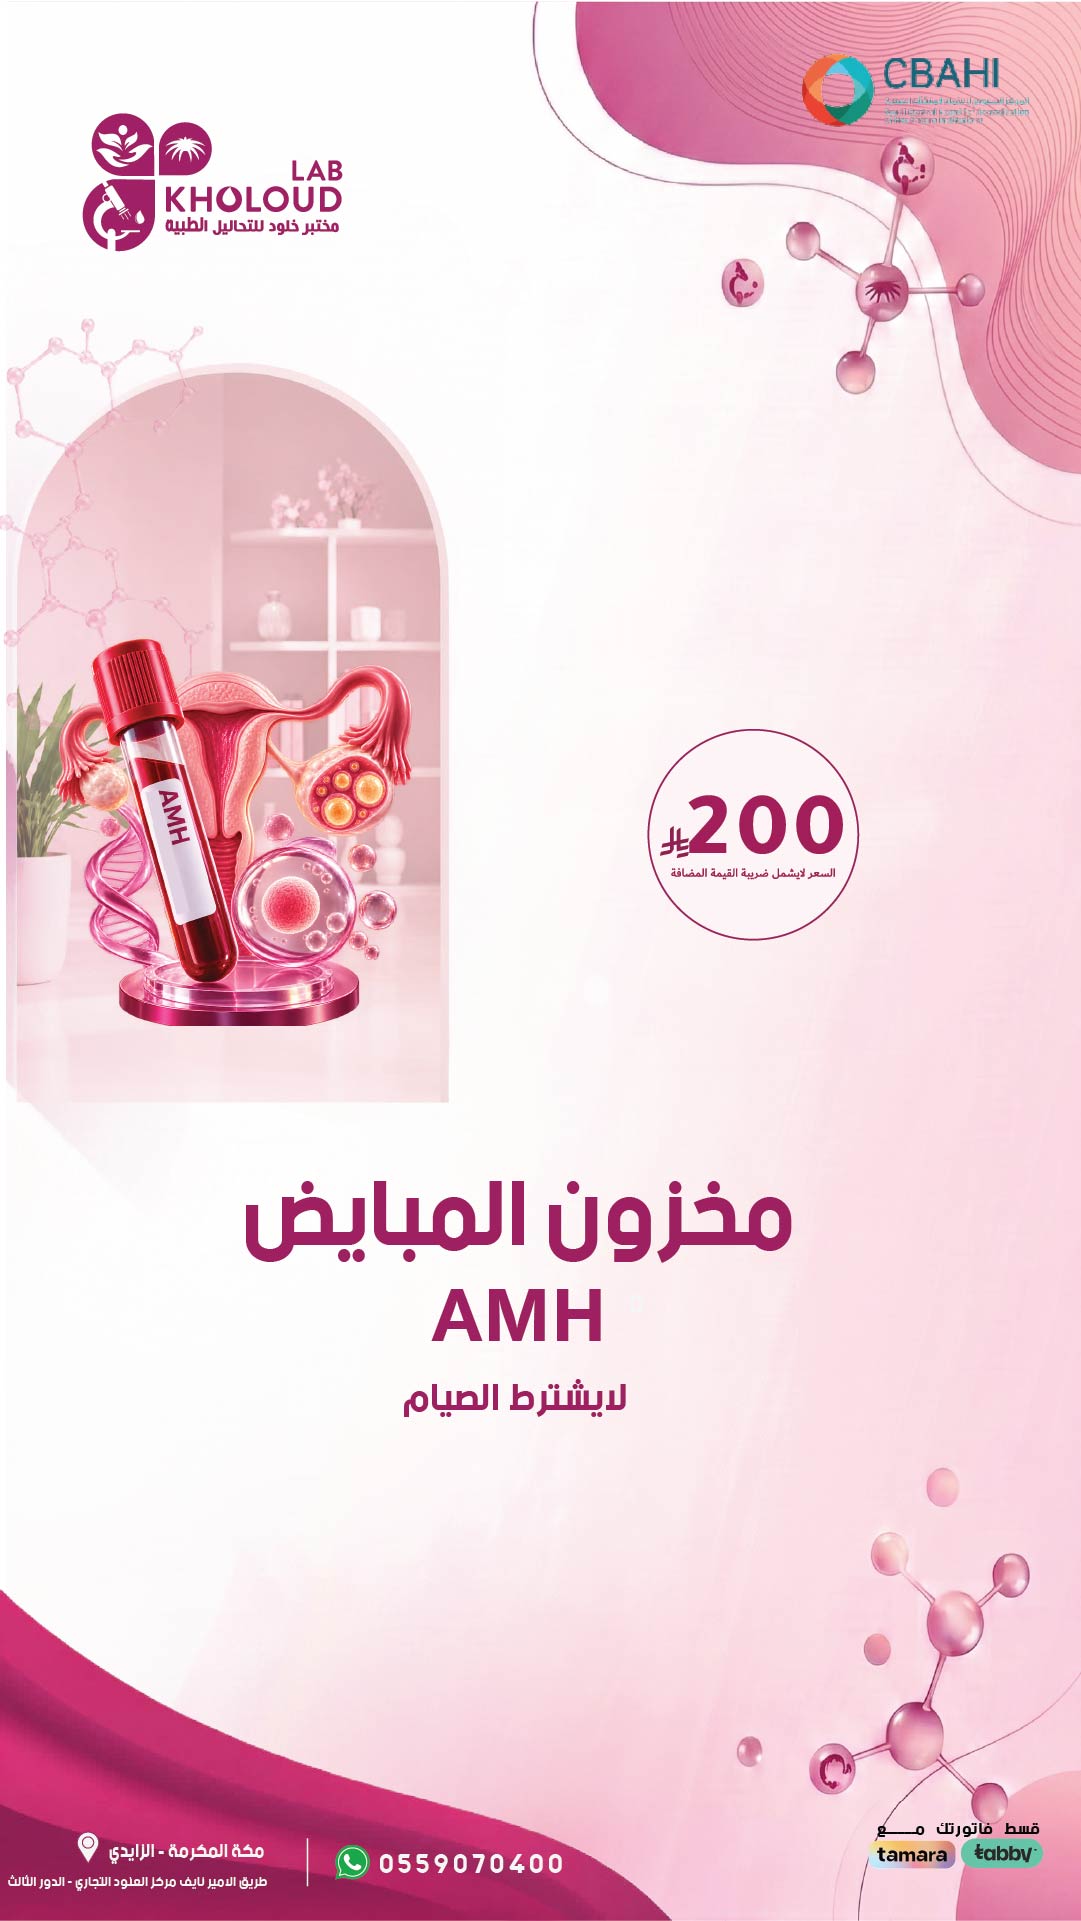 CBAHI
LAB
KHOLOUD
مختبر خلود للتحاليل الطبية
AMH
200
السعر لايشمل ضريبة القيمة المضافة
مخزون المبايض
AMH
لايشترط الصيام
قسط فاتورتك مع
tamara tabby
مكة المكرمة - الزايدي
طريق الامير نايف مركز العنود التجاري - الدور الثالث
0559070400